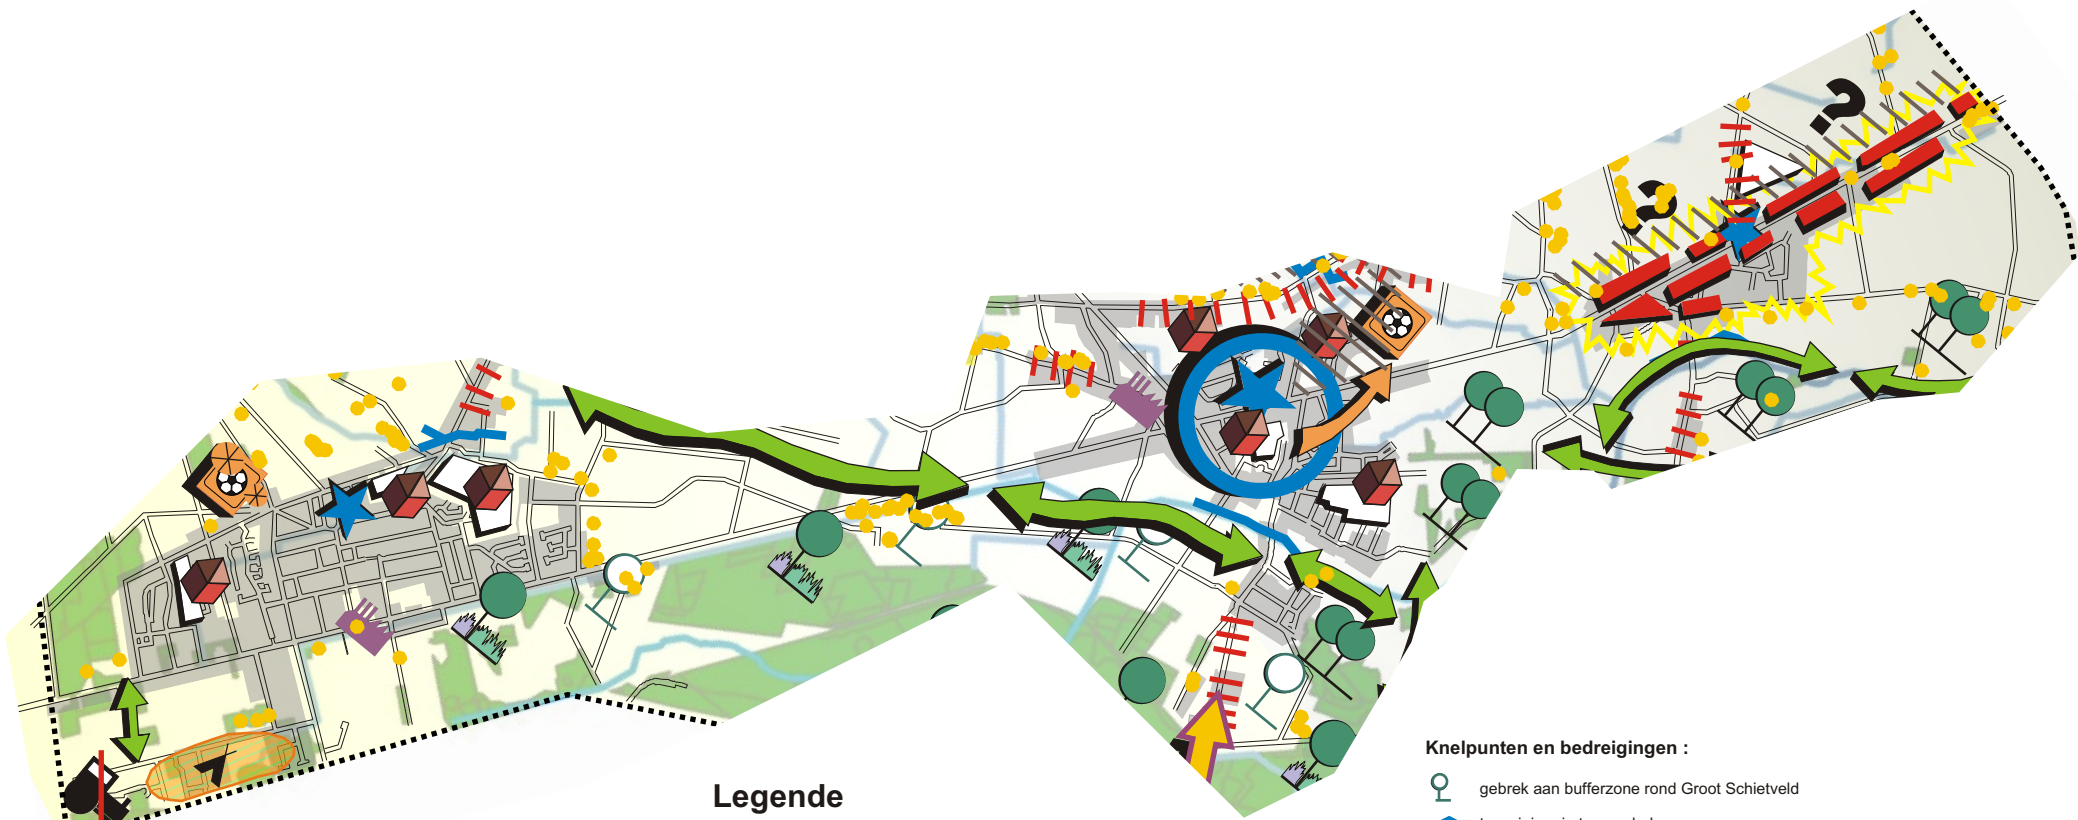 Legende
Knelpunten en bedreigingen :
gebrek aan bufferzone rond Groot Schietveld
?
?